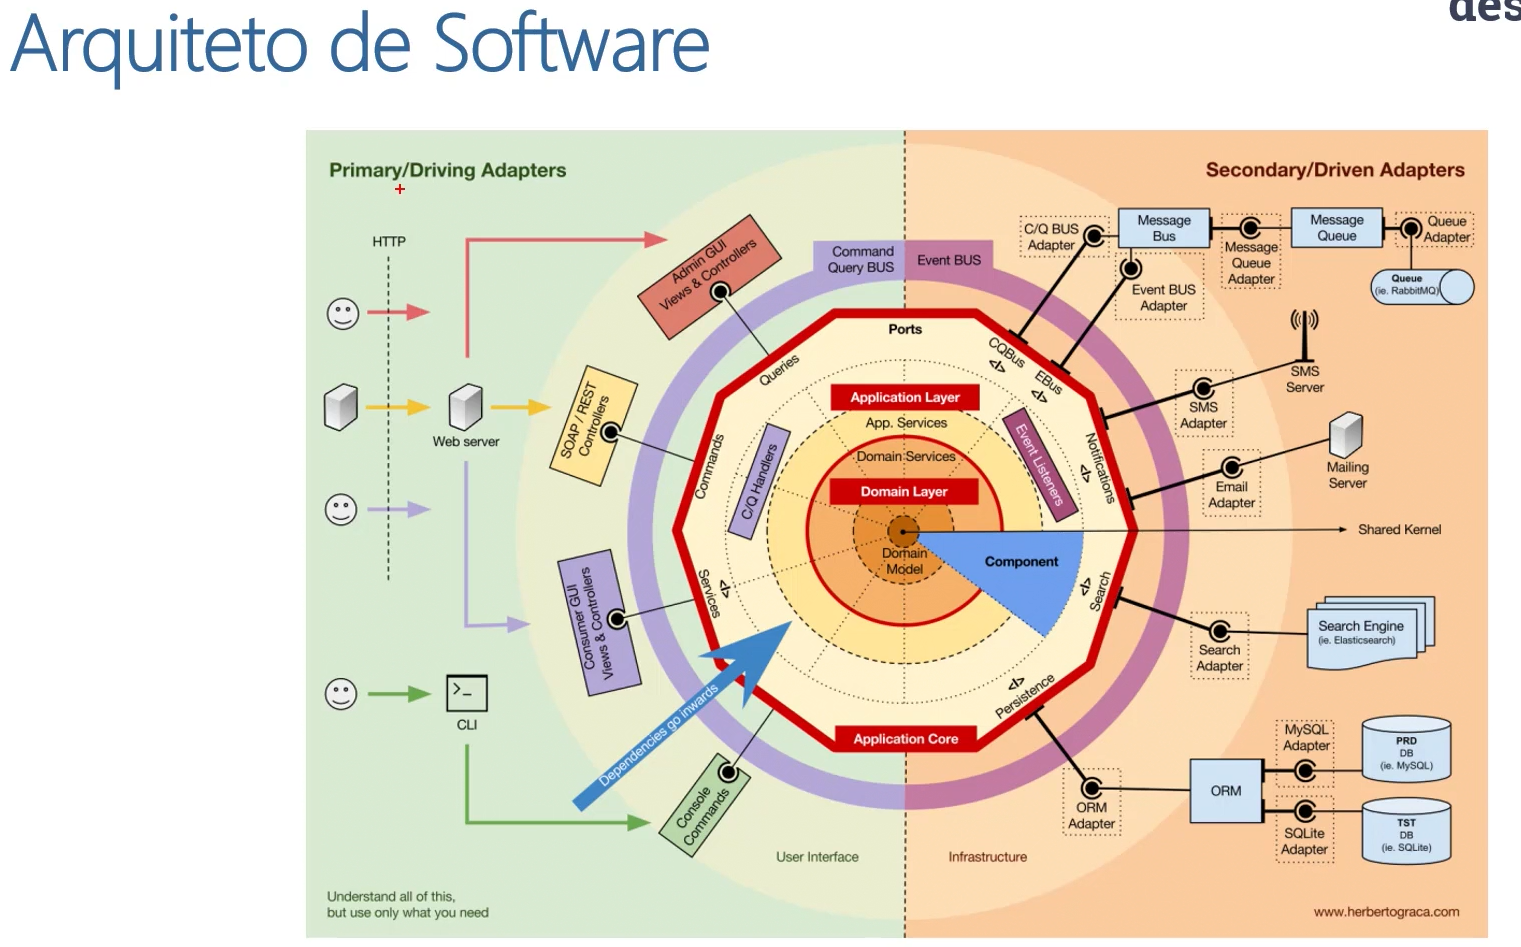 des
Arquiteto de Software
Primary/Driving Adapters
Secondary/Driven Adapters
HTTP
Web server
CLI
>_
Admin GUI
Views & Controllers
SOAP / REST
Controllers
Consumer GUI
Views & Controllers
Console
Commands
Dependencies go inwards
Command
Query BUS
Event BUS
Ports
Queries
Commands
Services
</>
CQBus
</>
EBus
</>
Notifications
</>
Search
</>
Persistence
</>
Application Layer
App. Services
Domain Services
Domain Layer
Domain
Model
C/Q Handlers
Event Listeners
Component
Application Core
User Interface
Infrastructure
C/Q BUS
Adapter
Message
Bus
Message
Queue
Adapter
Message
Queue
Queue
Adapter
Queue
(ie. RabbitMQ)
Event BUS
Adapter
SMS
Server
SMS
Adapter
Mailing
Server
Email
Adapter
Shared Kernel
Search Engine
(ie. Elasticsearch)
Search
Adapter
MySQL
Adapter
PRD
DB
(ie. MySQL)
ORM
ORM
Adapter
SQLite
Adapter
TST
DB
(ie. SQLite)
Understand all of this,
but use only what you need
www.herbertograca.com